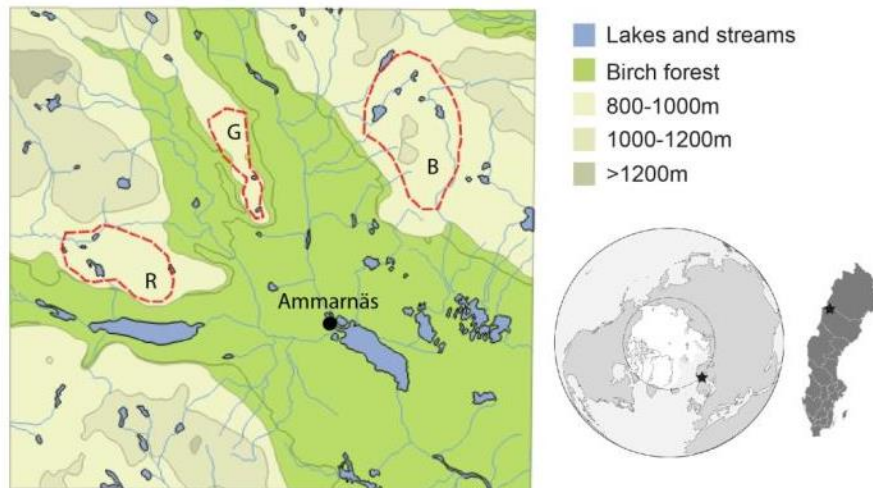 G
B
R
Ammarnäs
Lakes and streams
Birch forest
800-1000m
1000-1200m
>1200m